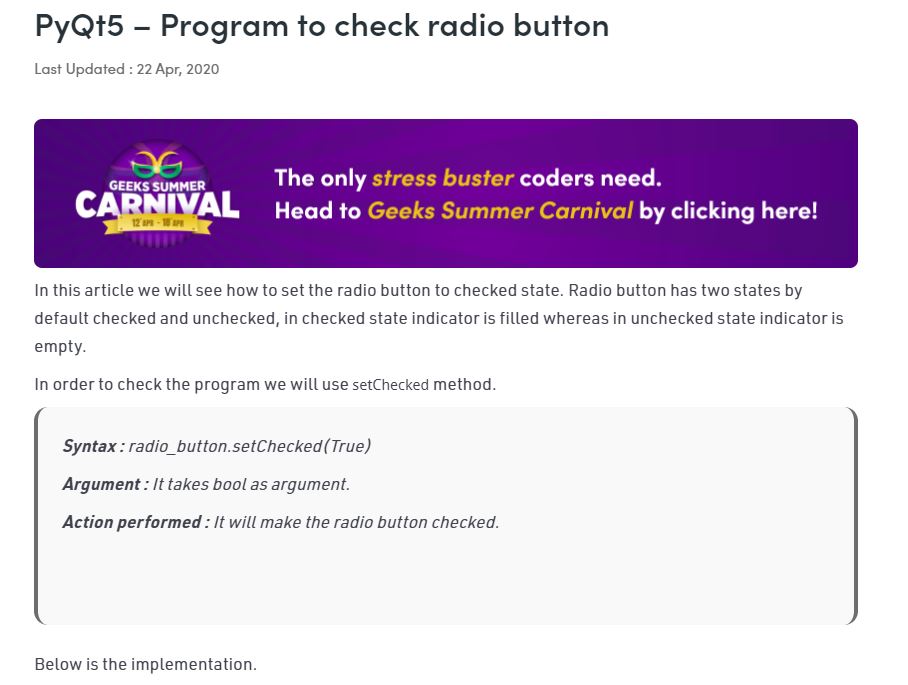 PyQt5 – Program to check radio button
Last Updated : 22 Apr, 2020
GEEKS SUMMER
CARNIVAL
12 APR - 18 APR
The only stress buster coders need.
Head to Geeks Summer Carnival by clicking here!
In this article we will see how to set the radio button to checked state. Radio button has two states by
default checked and unchecked, in checked state indicator is filled whereas in unchecked state indicator is
empty.
In order to check the program we will use setChecked method.
Syntax : radio_button.setChecked(True)
Argument : It takes bool as argument.
Action performed : It will make the radio button checked.
Below is the implementation.